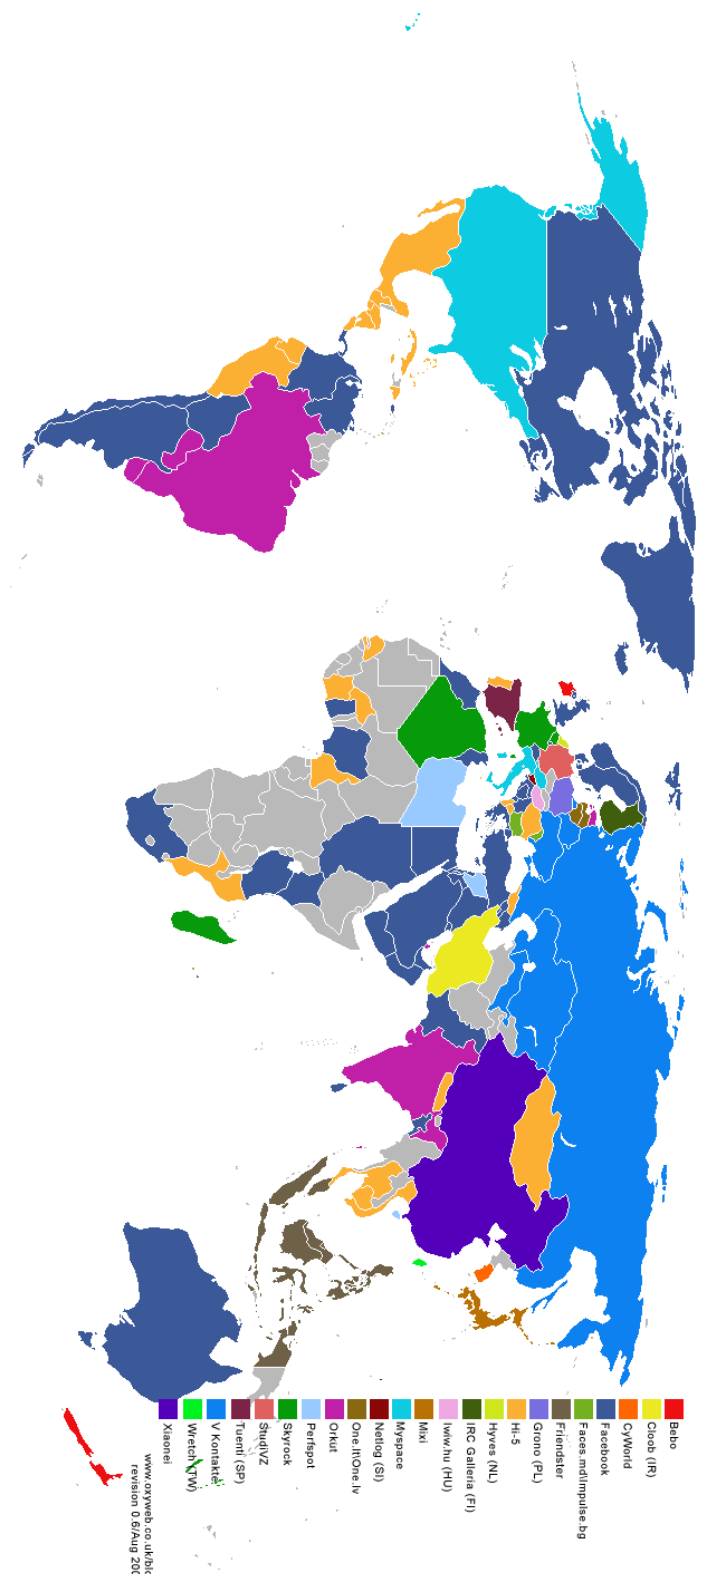 Bebo
Cloob (IR)
CyWorld
Facebook
Faces.md\Impulse.bg
Friendster
Grono (PL)
Hi-5
Hyves (NL)
IRC Galleria (FI)
Iwiw.hu (HU)
Mixi
Myspace
Netlog (SI)
One.lt\One.lv
Orkut
Perfspot
Skyrock
StudiVZ
Tuenti (SP)
V Kontakte
Wretch (TW)
Xiaonei
www.oxyweb.co.uk/blo
revision 0.6/Aug 200